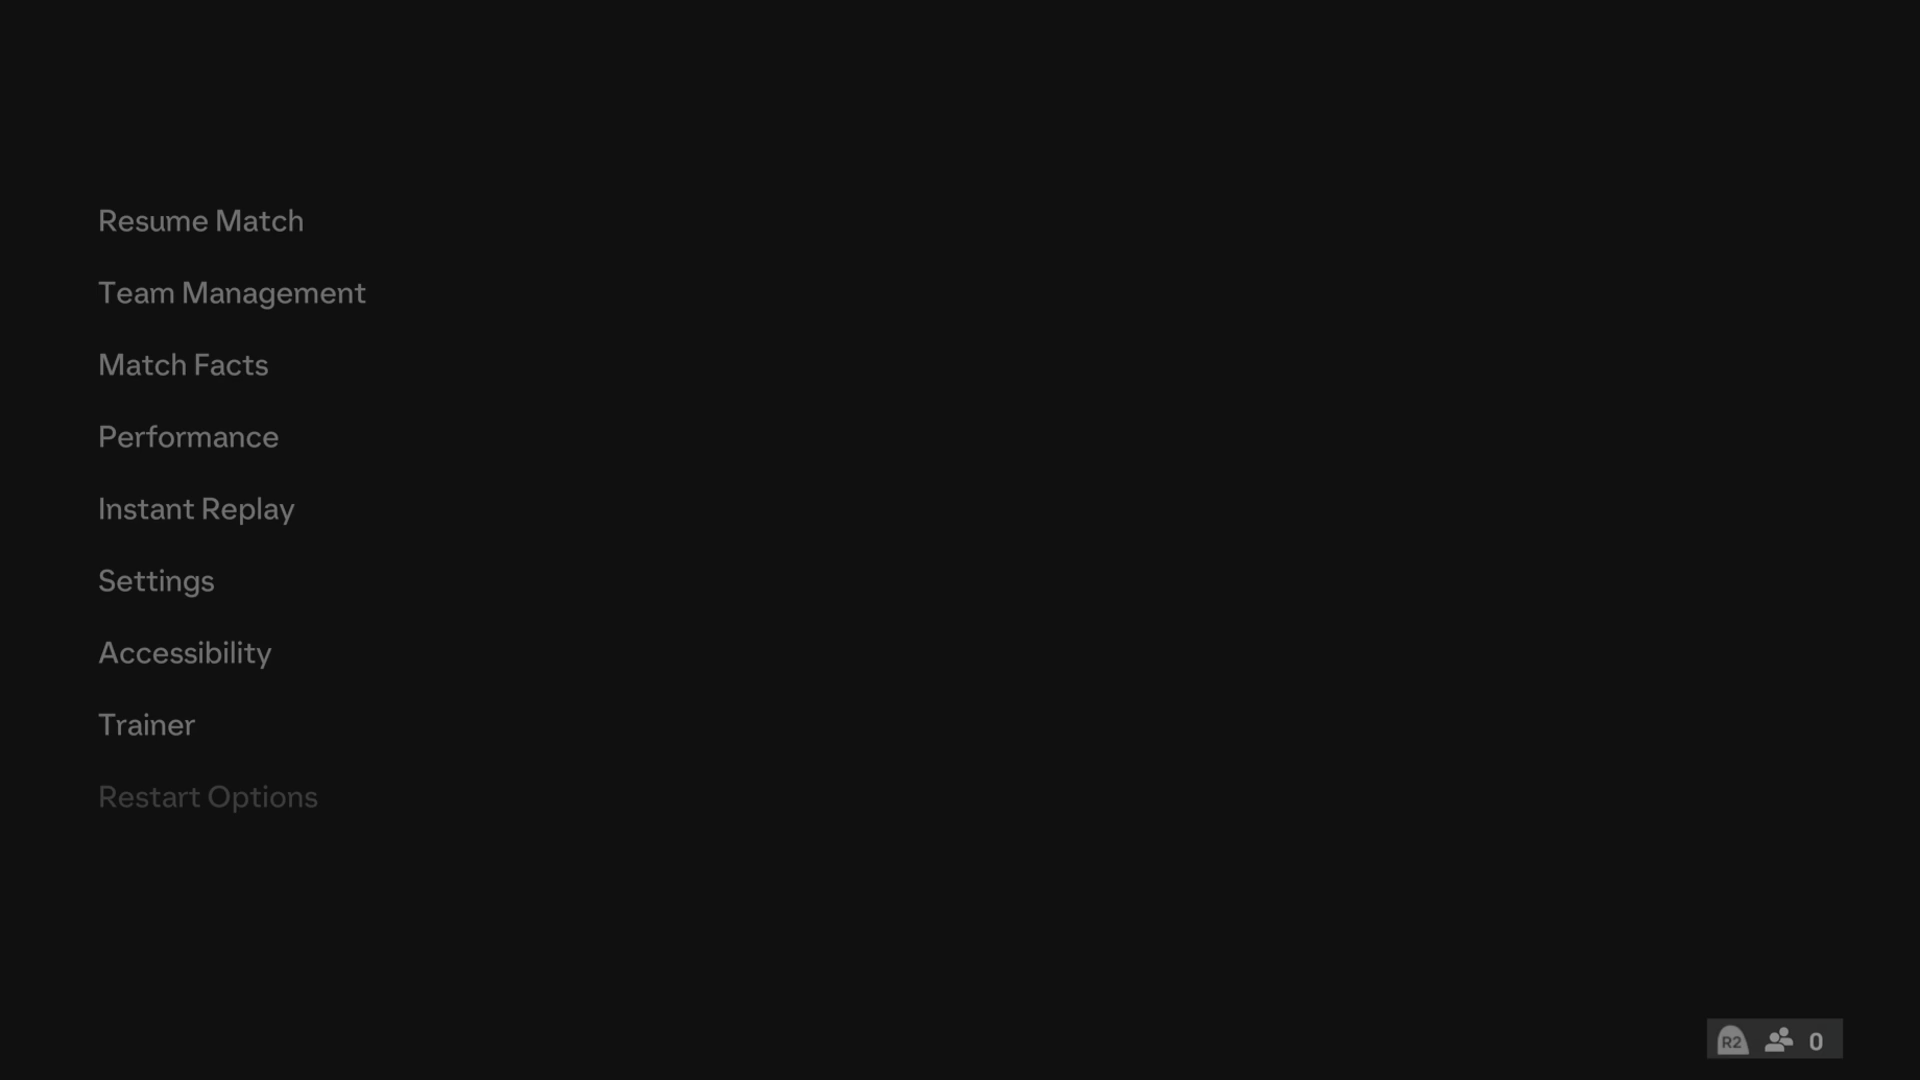 Resume Match
Team Management
Match Facts
Performance
Instant Replay
Settings
Accessibility
Trainer
Restart Options
R2 0